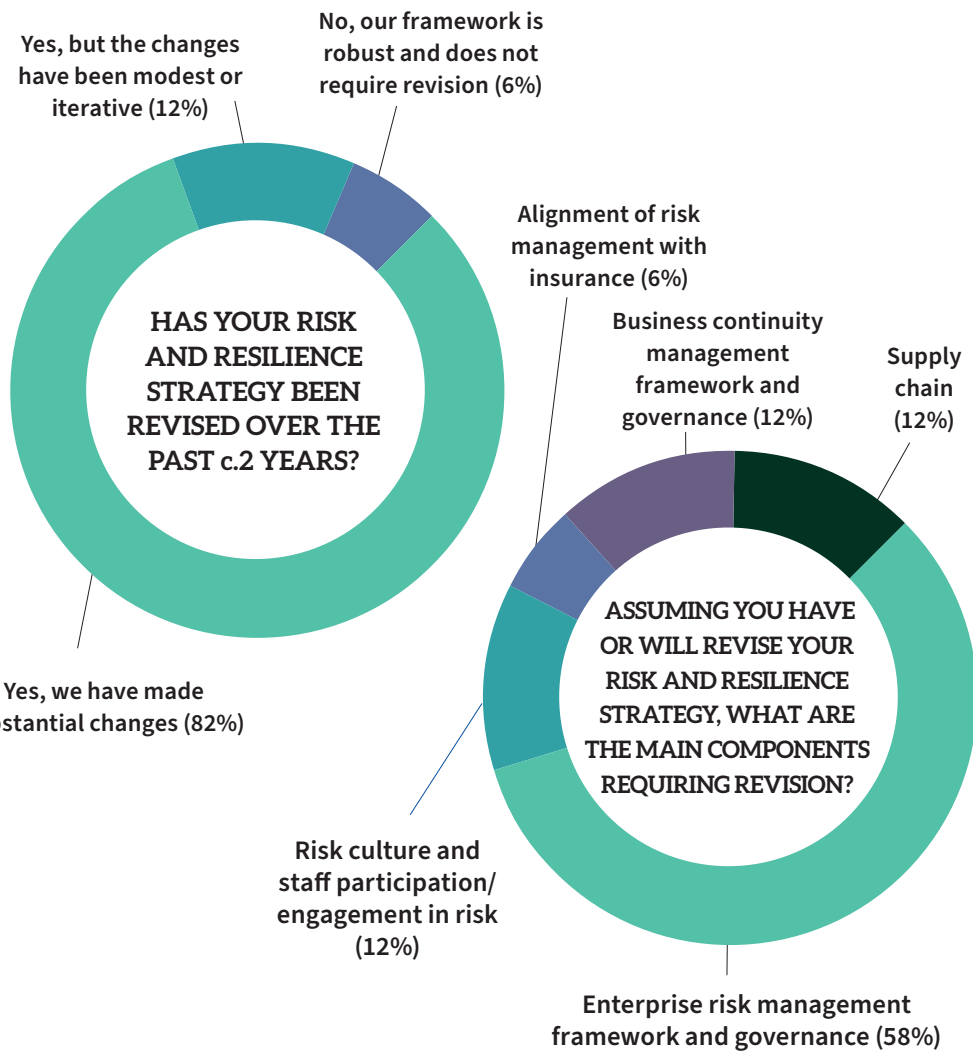 Yes, but the changes
have been modest or
iterative (12%)
No, our framework is
robust and does not
require revision (6%)
HAS YOUR RISK
AND RESILIENCE
STRATEGY BEEN
REVISED OVER THE
PAST c.2 YEARS?
Yes, we have made
stantial changes (82%)
Alignment of risk
management with
insurance (6%)
Business continuity
management
framework and
governance (12%)
Supply
chain
(12%)
ASSUMING YOU HAVE
OR WILL REVISE YOUR
RISK AND RESILIENCE
STRATEGY, WHAT ARE
THE MAIN COMPONENTS
REQUIRING REVISION?
Risk culture and
staff participation/
engagement in risk
(12%)
Enterprise risk management
framework and governance (58%)